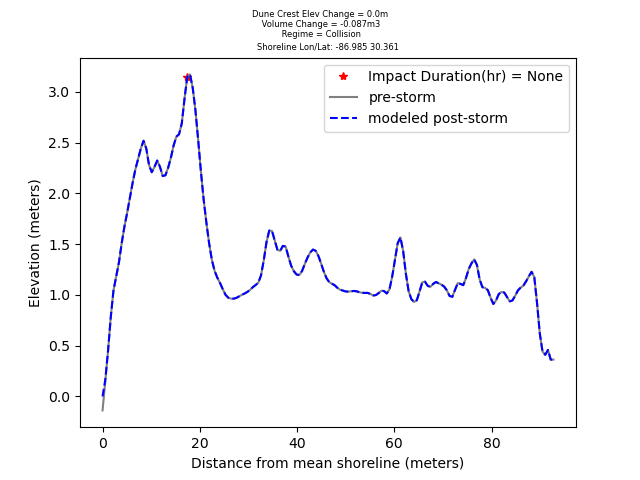 Dune Crest Elev Change = 0.0m
Volume Change = -0.087m3
Regime = Collision
Shoreline Lon/Lat: -86.985 30.361
Impact Duration(hr) = None
pre-storm
modeled post-storm
Elevation (meters)
3.0
2.5
2.0
1.5
1.0
0.5
0.0
0 20 40 60 80
Distance from mean shoreline (meters)